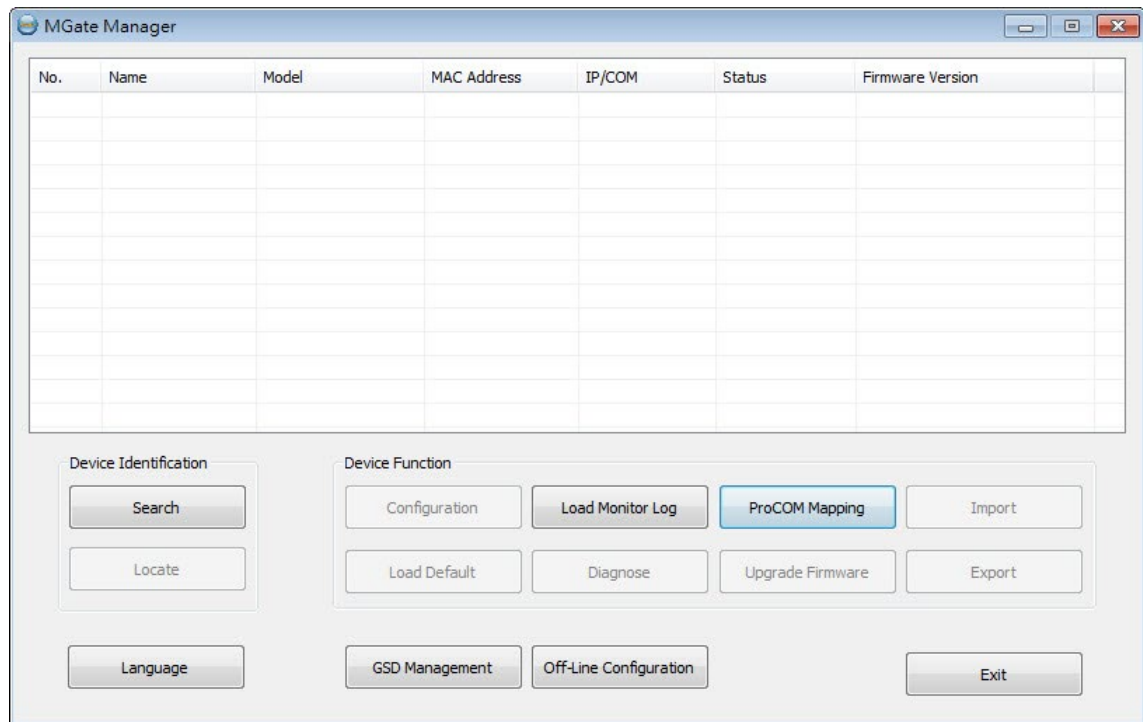 MGate Manager
No. Name Model MAC Address IP/COM Status Firmware Version
Device Identification Device Function
Search Configuration Load Monitor Log ProCOM Mapping Import
Locate Load Default Diagnose Upgrade Firmware Export
Language GSD Management Off-Line Configuration Exit